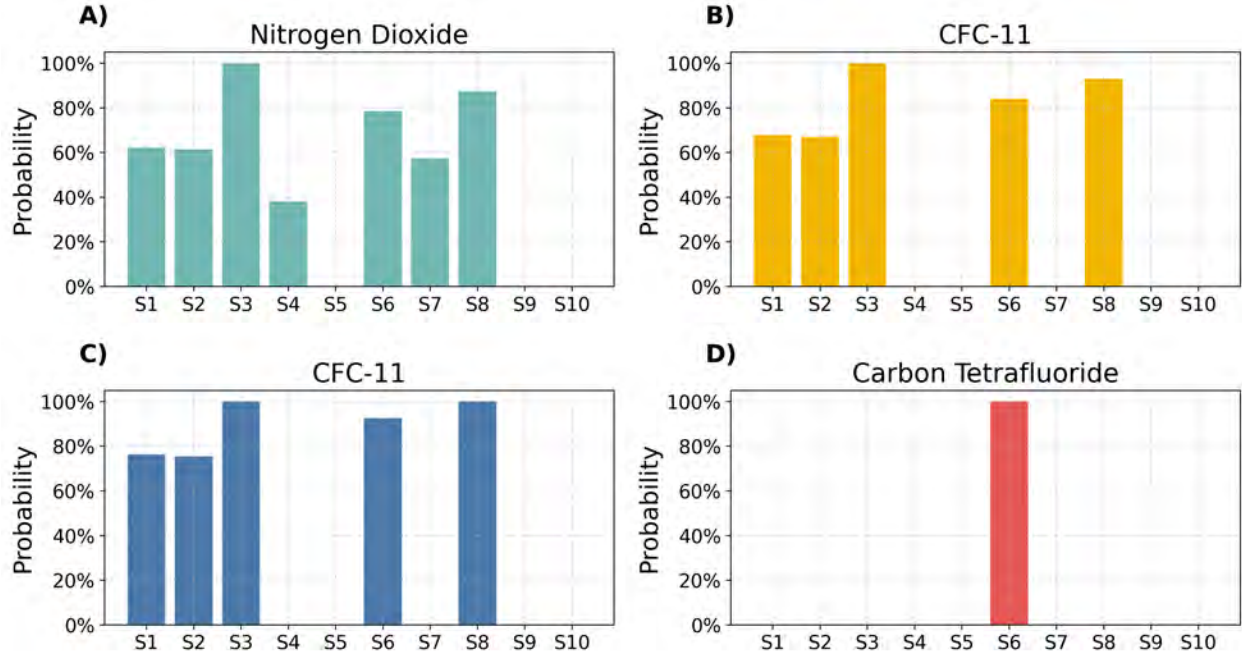 A)
Nitrogen Dioxide
Probability
100%
80%
60%
40%
20%
0%
S1 S2 S3 S4 S5 S6 S7 S8 S9 S10
B)
CFC-11
Probability
100%
80%
60%
40%
20%
0%
S1 S2 S3 S4 S5 S6 S7 S8 S9 S10
C)
CFC-11
Probability
100%
80%
60%
40%
20%
0%
S1 S2 S3 S4 S5 S6 S7 S8 S9 S10
D)
Carbon Tetrafluoride
Probability
100%
80%
60%
40%
20%
0%
S1 S2 S3 S4 S5 S6 S7 S8 S9 S10